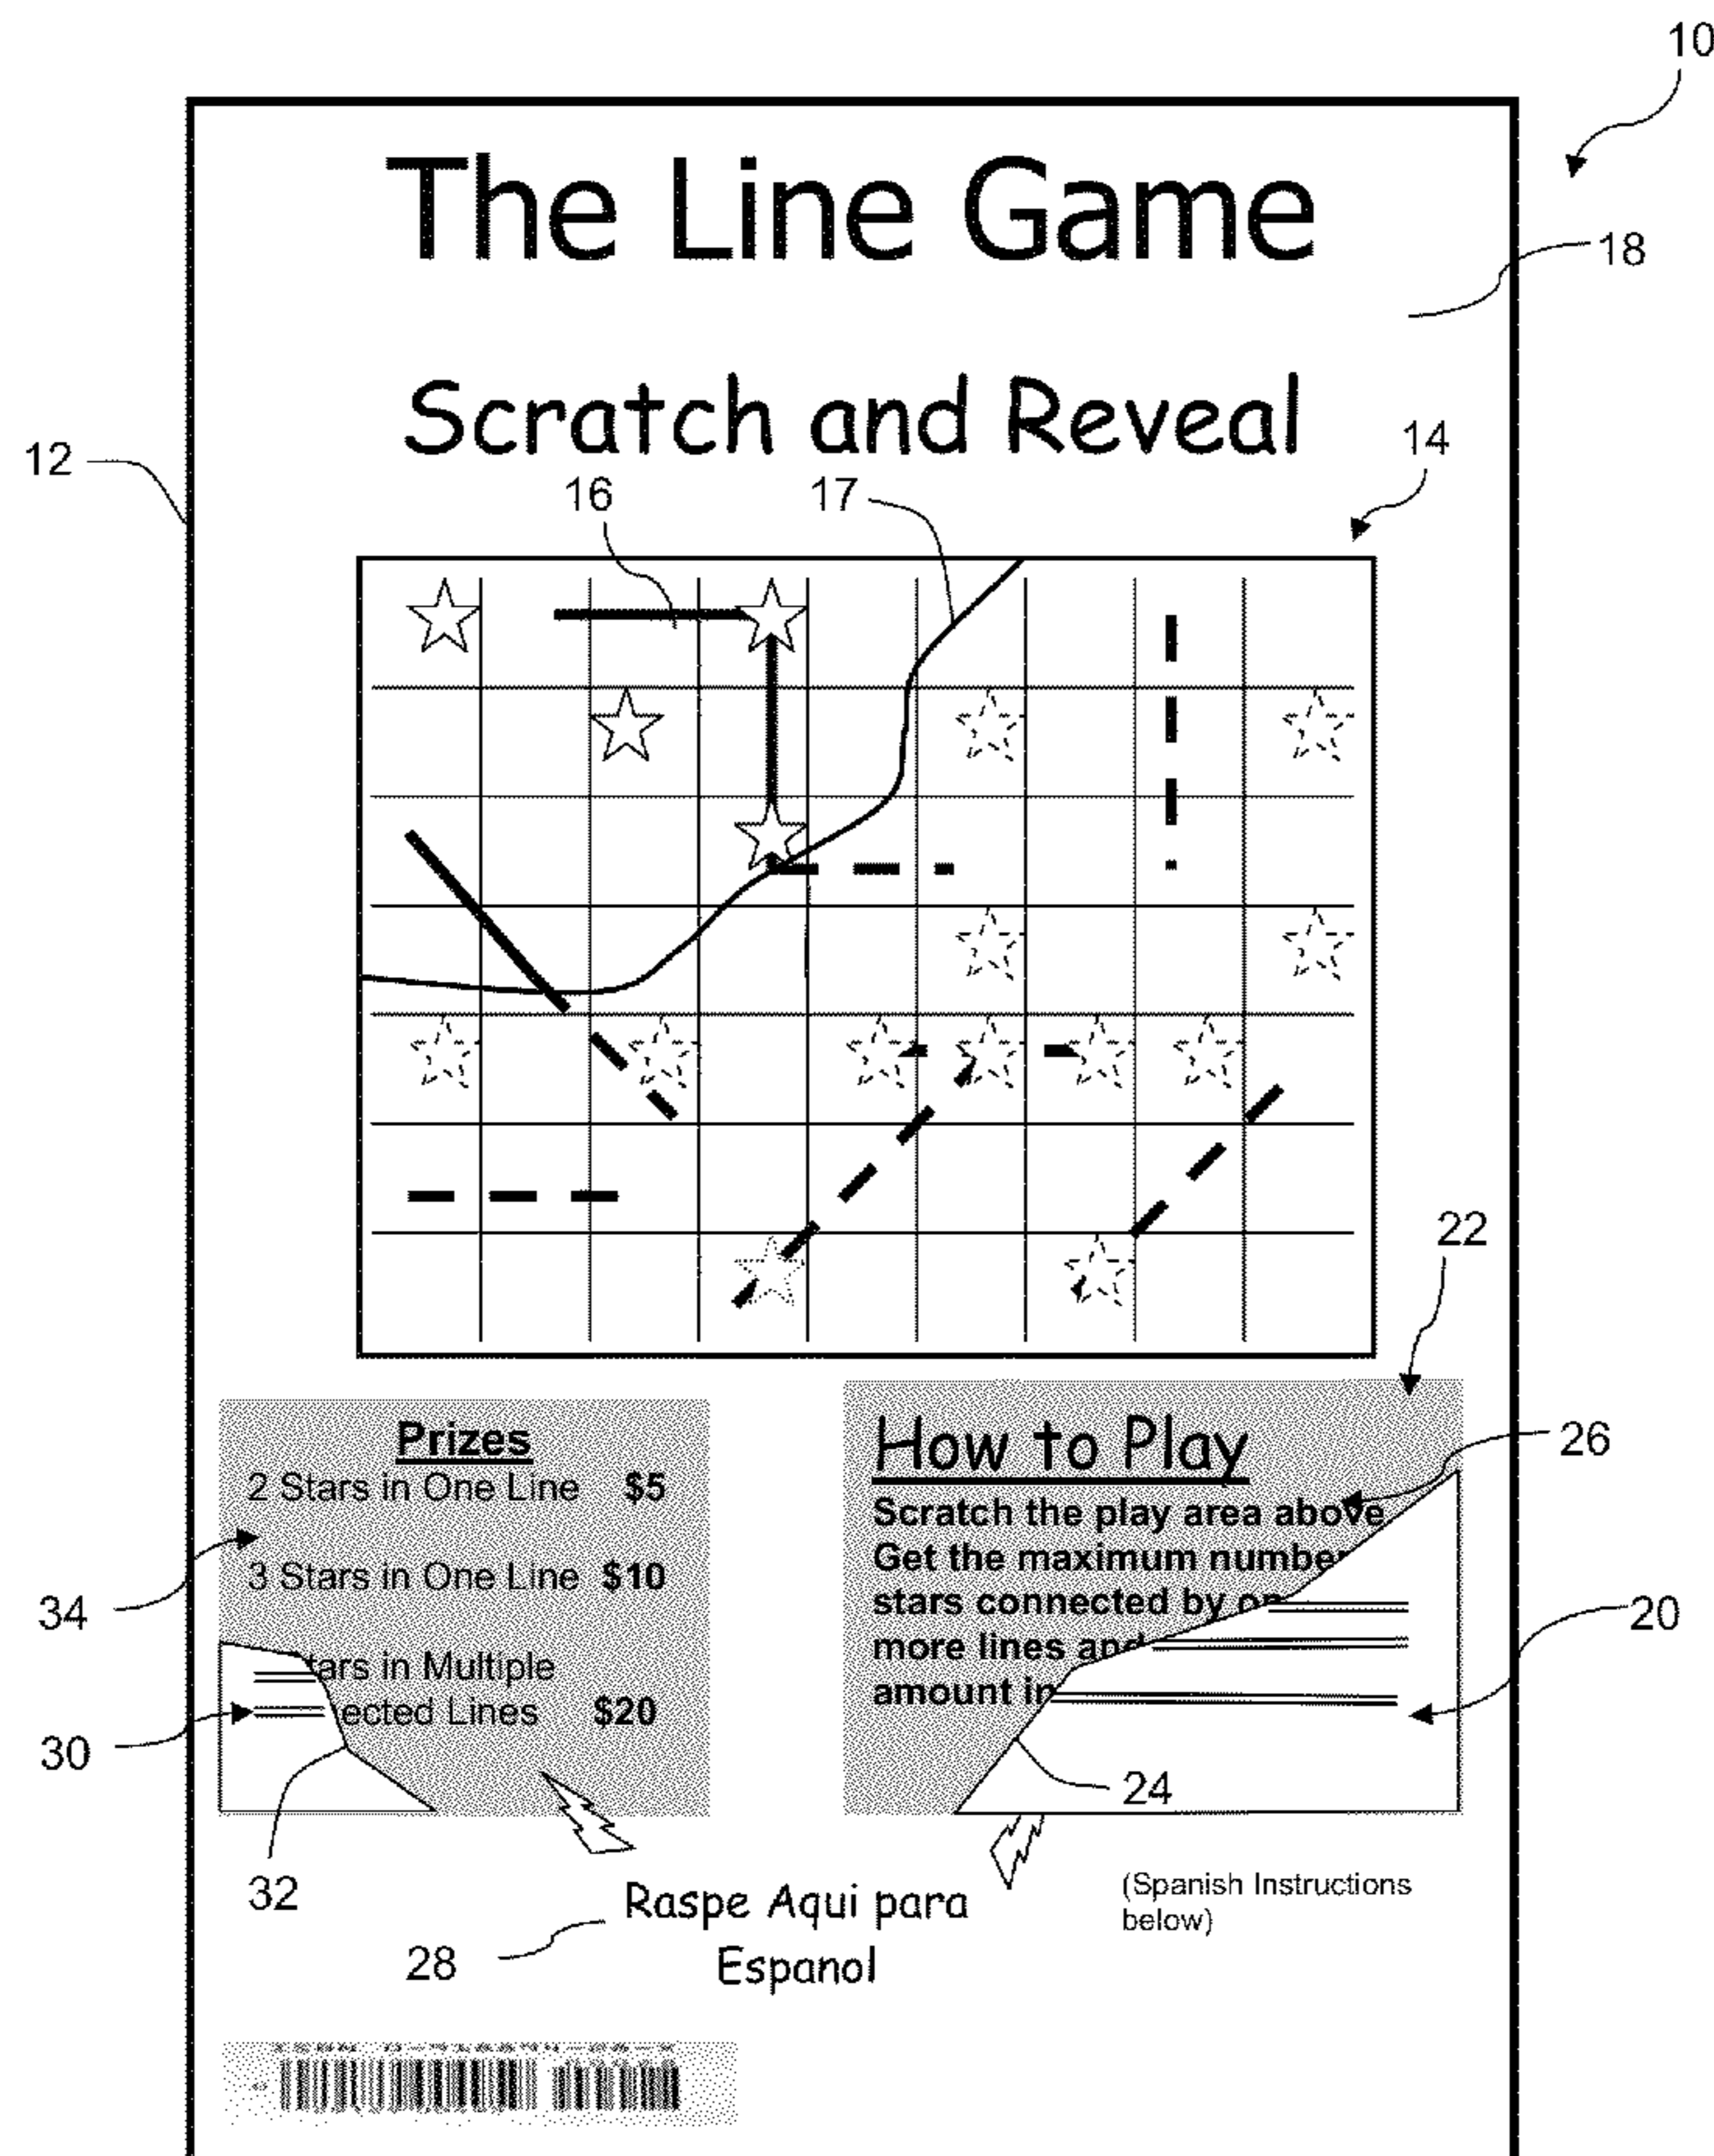 10
The Line Game
18
Scratch and Reveal
12
14
16
17
22
Prizes
2 Stars in One Line $5
3 Stars in One Line $10
tars in Multiple
ected Lines $20
34
30
32
How to Play
Scratch the play area above
Get the maximum number
stars connected by on
more lines and
amount in
26
20
24
Raspe Aqui para
Espanol
28
(Spanish Instructions
below)